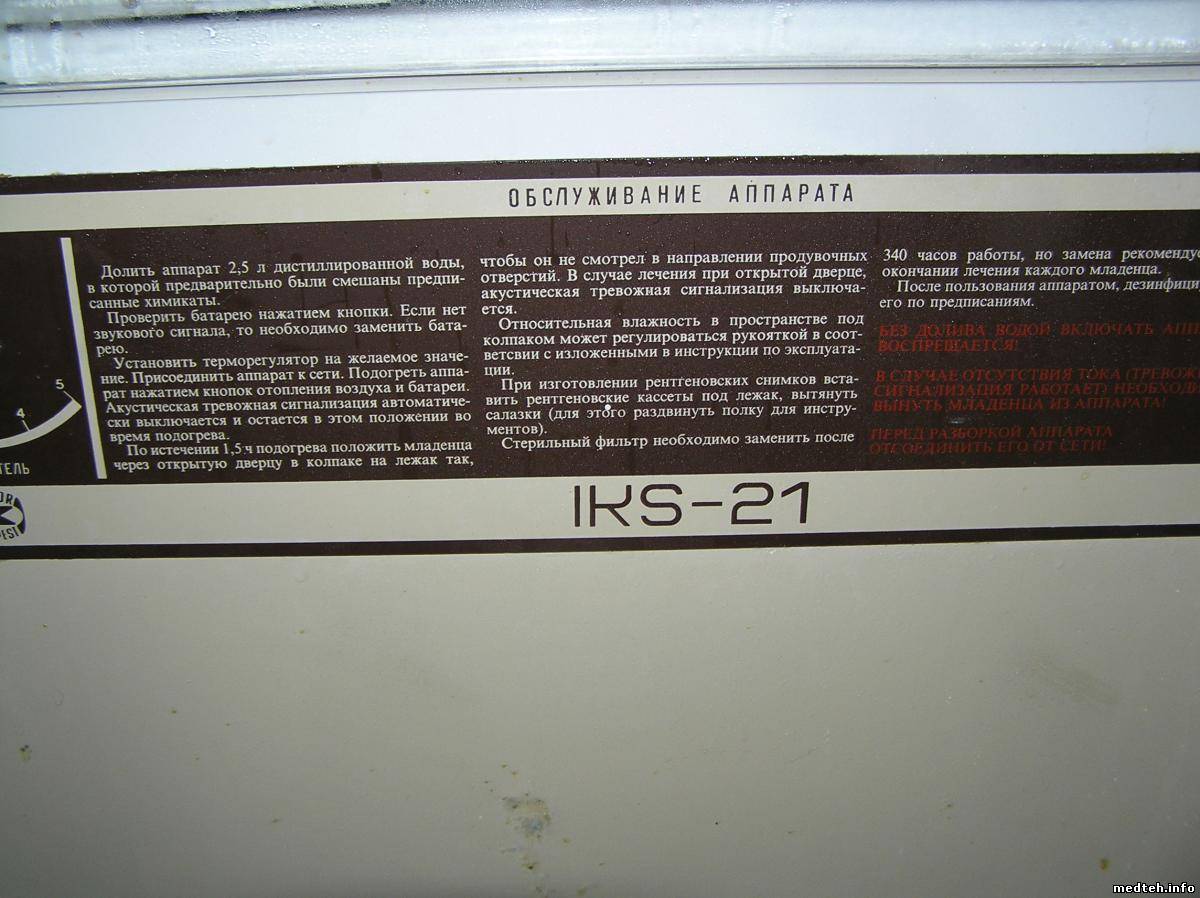 ОБСЛУЖИВАНИЕ АППАРАТА
Долить аппарат 2,5 л дистиллированной воды,
в которой предварительно были смешаны предпи-
санные химикаты.
Проверить батарею нажатием кнопки. Если нет
звукового сигнала, то необходимо заменить бата-
рею.
Установить терморегулятор на желаемое значе-
ние. Присоединить аппарат к сети. Подогреть аппа-
рат нажатием кнопок отопления воздуха и батареи.
Акустическая тревожная сигнализация автоматиче-
ски выключается и остается в этом положении во
время подогрева.
По истечении 1,5 ч подогрева положить младенца
через открытую дверцу в колпаке на лежак так,
чтобы он не смотрел в направлении продувочных
отверстий. В случае лечения при открытой дверце,
акустическая тревожная сигнализация выключа-
ется.
Относительная влажность в пространстве под
колпаком может регулироваться рукояткой в соот-
ветсвии с изложенными в инструкции по эксплуата-
ции.
При изготовлении рентгеновских снимков вста-
вить рентгеновские кассеты под лежак, вытянуть
салазки (для этого раздвинуть полку для инстру-
ментов).
Стерильный фильтр необходимо заменить после
340 часов работы, но замена рекомендуе
окончании лечения каждого младенца.
После пользования аппаратом, дезинфици
его по предписаниям.
БЕЗ ДОЛИВА ВОДОЙ ВКЛЮЧАТЬ АПП
ВОСПРЕЩАЕТСЯ!
В СЛУЧАЕ ОТСУТСТВИЯ ТОКА (ТРЕВОЖН
СИГНАЛИЗАЦИЯ РАБОТАЕТ) НЕОБХОДИ
ВЫНУТЬ МЛАДЕНЦА ИЗ АППАРАТА!
ПЕРЕД РАЗБОРКОЙ АППАРАТА
ОТСОЕДИНИТЬ ЕГО ОТ СЕТИ!
5
4
ТЕЛЬ
IKS-21
medteh.info